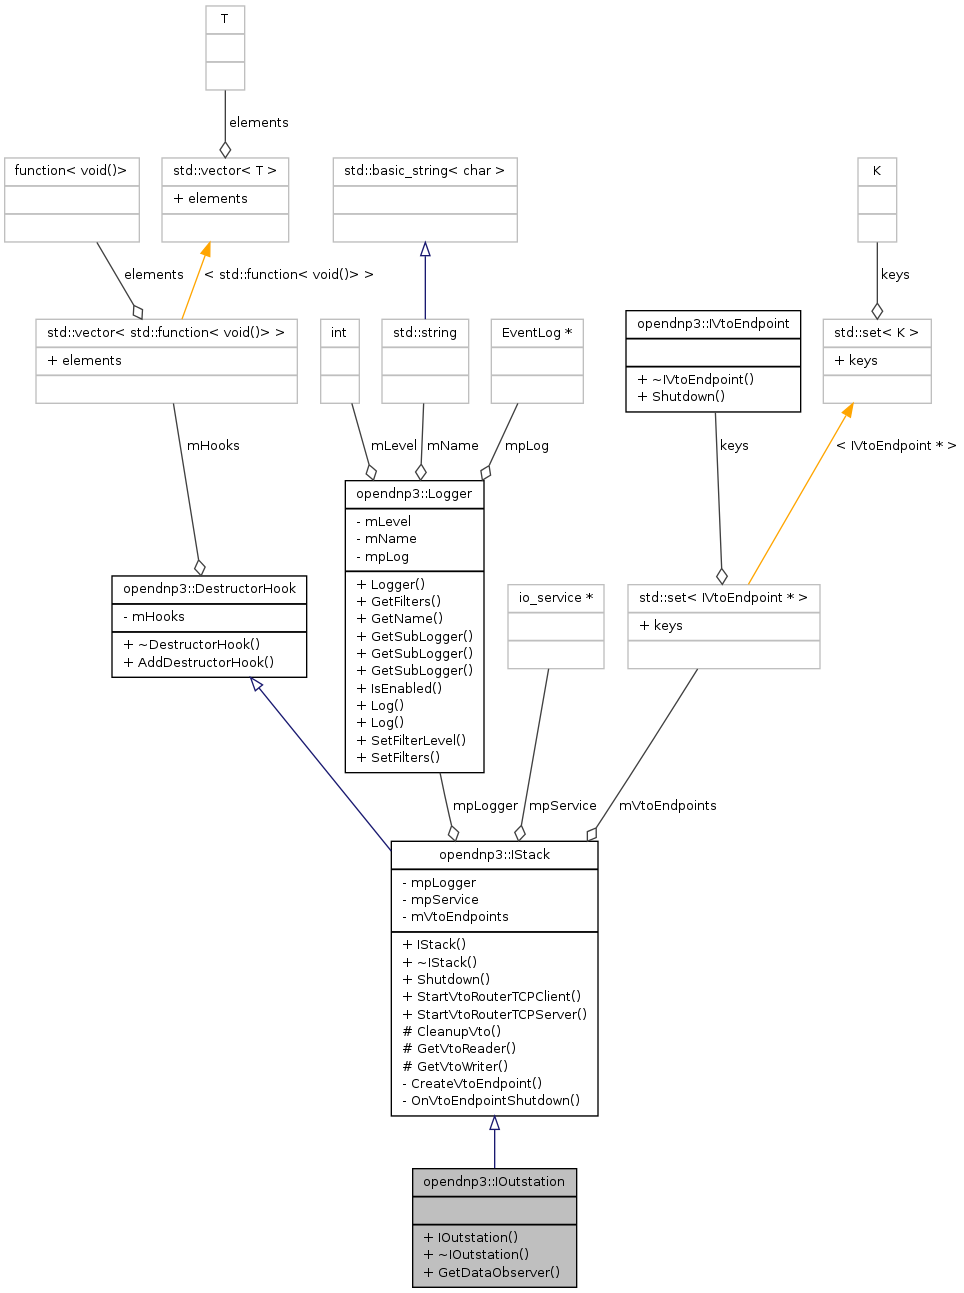 T
elements
function< void()>
std::vector< T >
+ elements
std::basic_string< char >
K
elements
< std::function< void()> >
keys
std::vector< std::function< void()> >
+ elements
int
std::string
EventLog *
opendnp3::IVtoEndpoint
+ ~IVtoEndpoint()
+ Shutdown()
std::set< K >
+ keys
mHooks
mLevel
mName
mpLog
keys
< IVtoEndpoint * >
opendnp3::Logger
- mLevel
- mName
- mpLog
+ Logger()
+ GetFilters()
+ GetName()
+ GetSubLogger()
+ GetSubLogger()
+ GetSubLogger()
+ IsEnabled()
+ Log()
+ Log()
+ SetFilterLevel()
+ SetFilters()
opendnp3::DestructorHook
- mHooks
+ ~DestructorHook()
+ AddDestructorHook()
io_service *
std::set< IVtoEndpoint * >
+ keys
mpLogger
mpService
mVtoEndpoints
opendnp3::IStack
- mpLogger
- mpService
- mVtoEndpoints
+ IStack()
+ ~IStack()
+ Shutdown()
+ StartVtoRouterTCPClient()
+ StartVtoRouterTCPServer()
# CleanupVto()
# GetVtoReader()
# GetVtoWriter()
- CreateVtoEndpoint()
- OnVtoEndpointShutdown()
opendnp3::IOutstation
+ IOutstation()
+ ~IOutstation()
+ GetDataObserver()